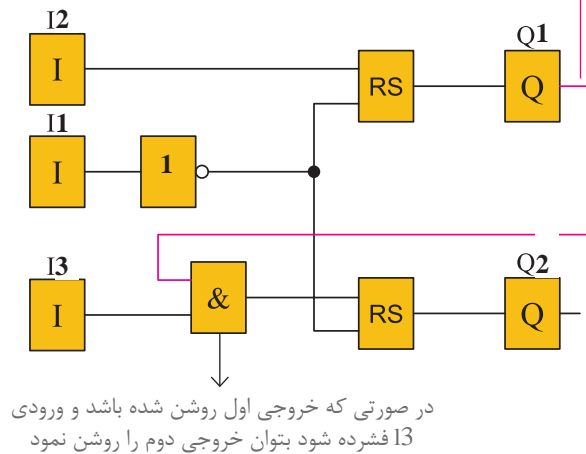 I2
I
RS
Q1
Q
I1
I
1
I3
I
&
RS
Q2
Q
در صورتی که خروجی اول روشن شده باشد و ورودی
I3 فشرده شود بتوان خروجی دوم را روشن نمود